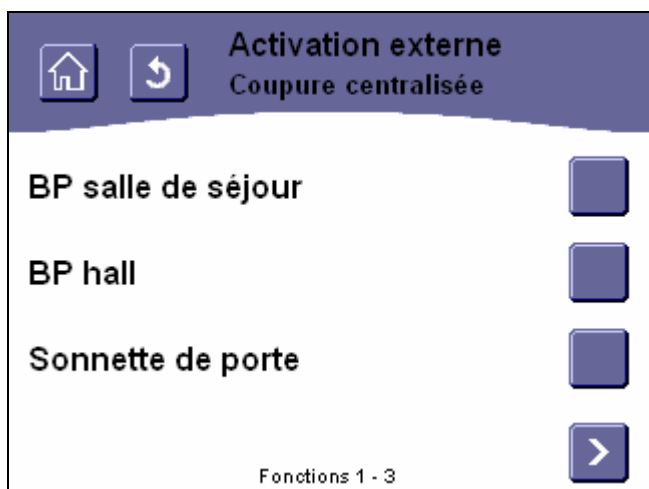 Activation externe
Coupure centralisée
BP salle de séjour
BP hall
Sonnette de porte
Fonctions 1 - 3